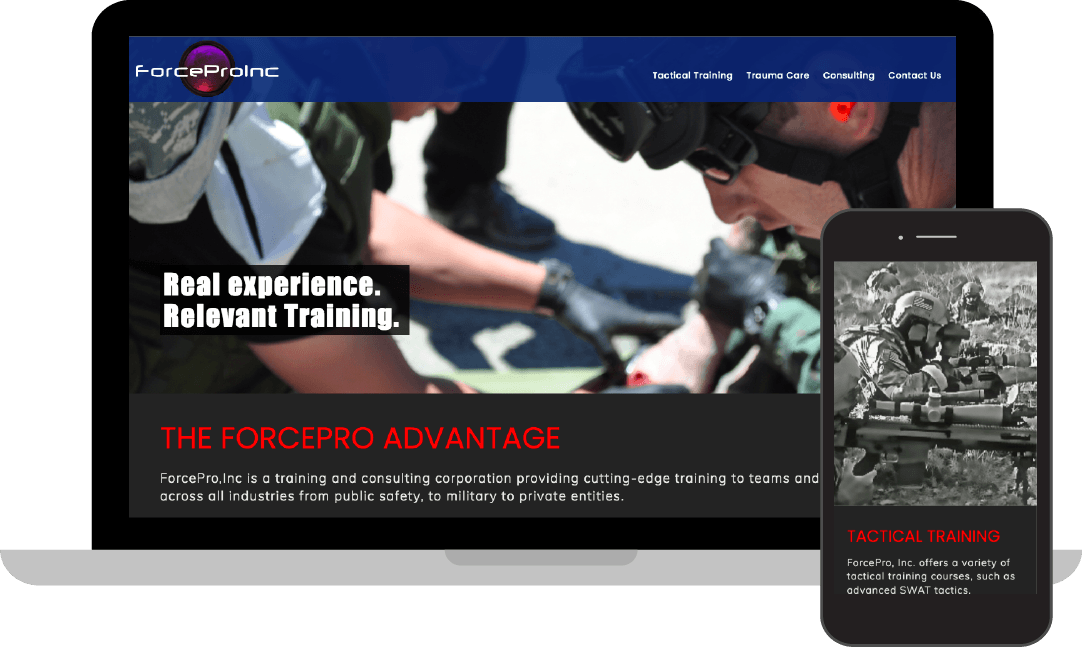 ForceProInc
Tactical Training Trauma Care Consulting Contact Us
Real experience.
Relevant Training.
THE FORCEPRO ADVANTAGE
ForcePro,Inc is a training and consulting corporation providing cutting-edge training to teams and
across all industries from public safety, to military to private entities.
TACTICAL TRAINING
ForcePro, Inc. offers a variety of
tactical training courses, such as
advanced SWAT tactics.